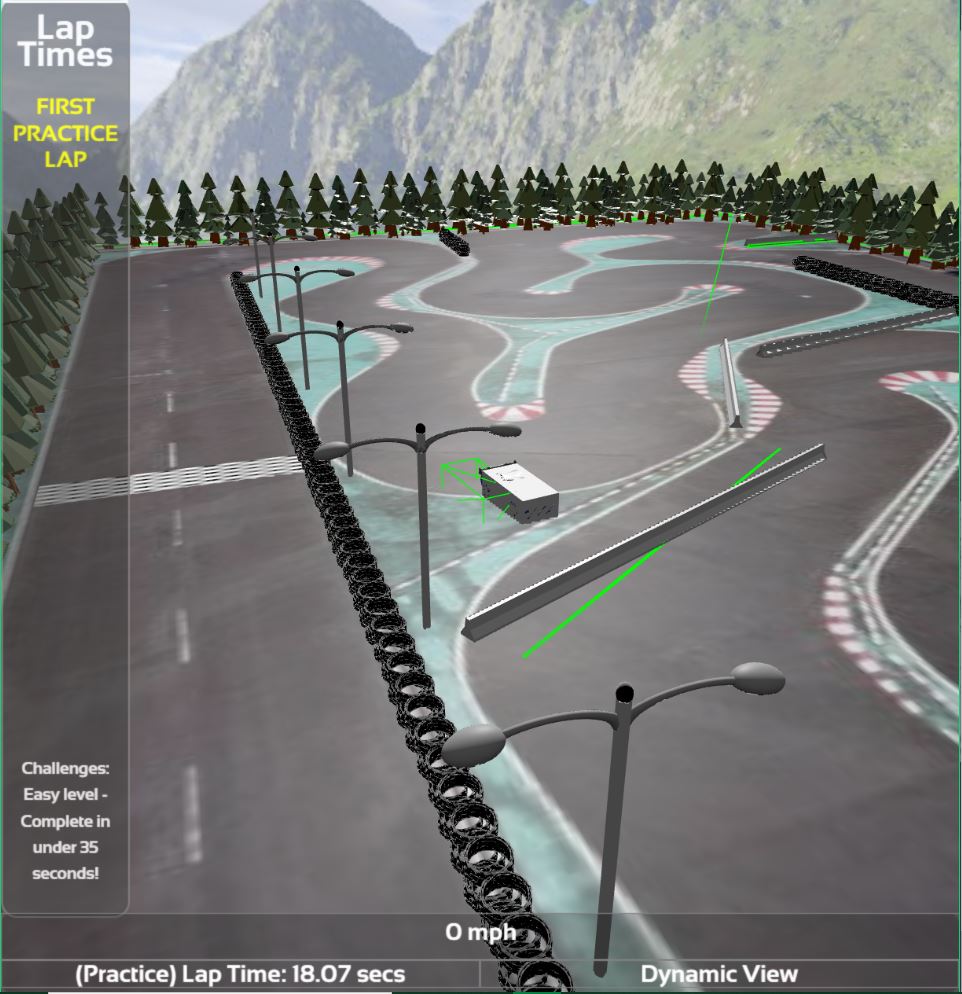 Lap
Times
FIRST
PRACTICE
LAP
Challenges:
Easy level -
Complete in
under 35
seconds!
0 mph
(Practice) Lap Time: 18.07 secs
Dynamic View